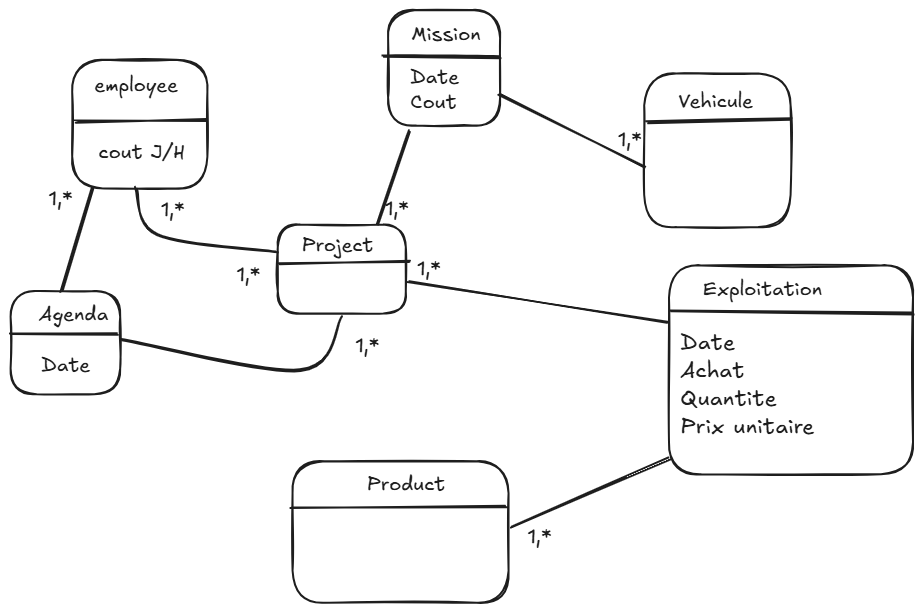 Mission
Date
Cout
employee
cout J/H
Vehicule
1,*
1,*
1,*
1,*
Project
1,*
1,*
Agenda
Date
1,*
Exploitation
Date
Achat
Quantite
Prix unitaire
Product
1,*